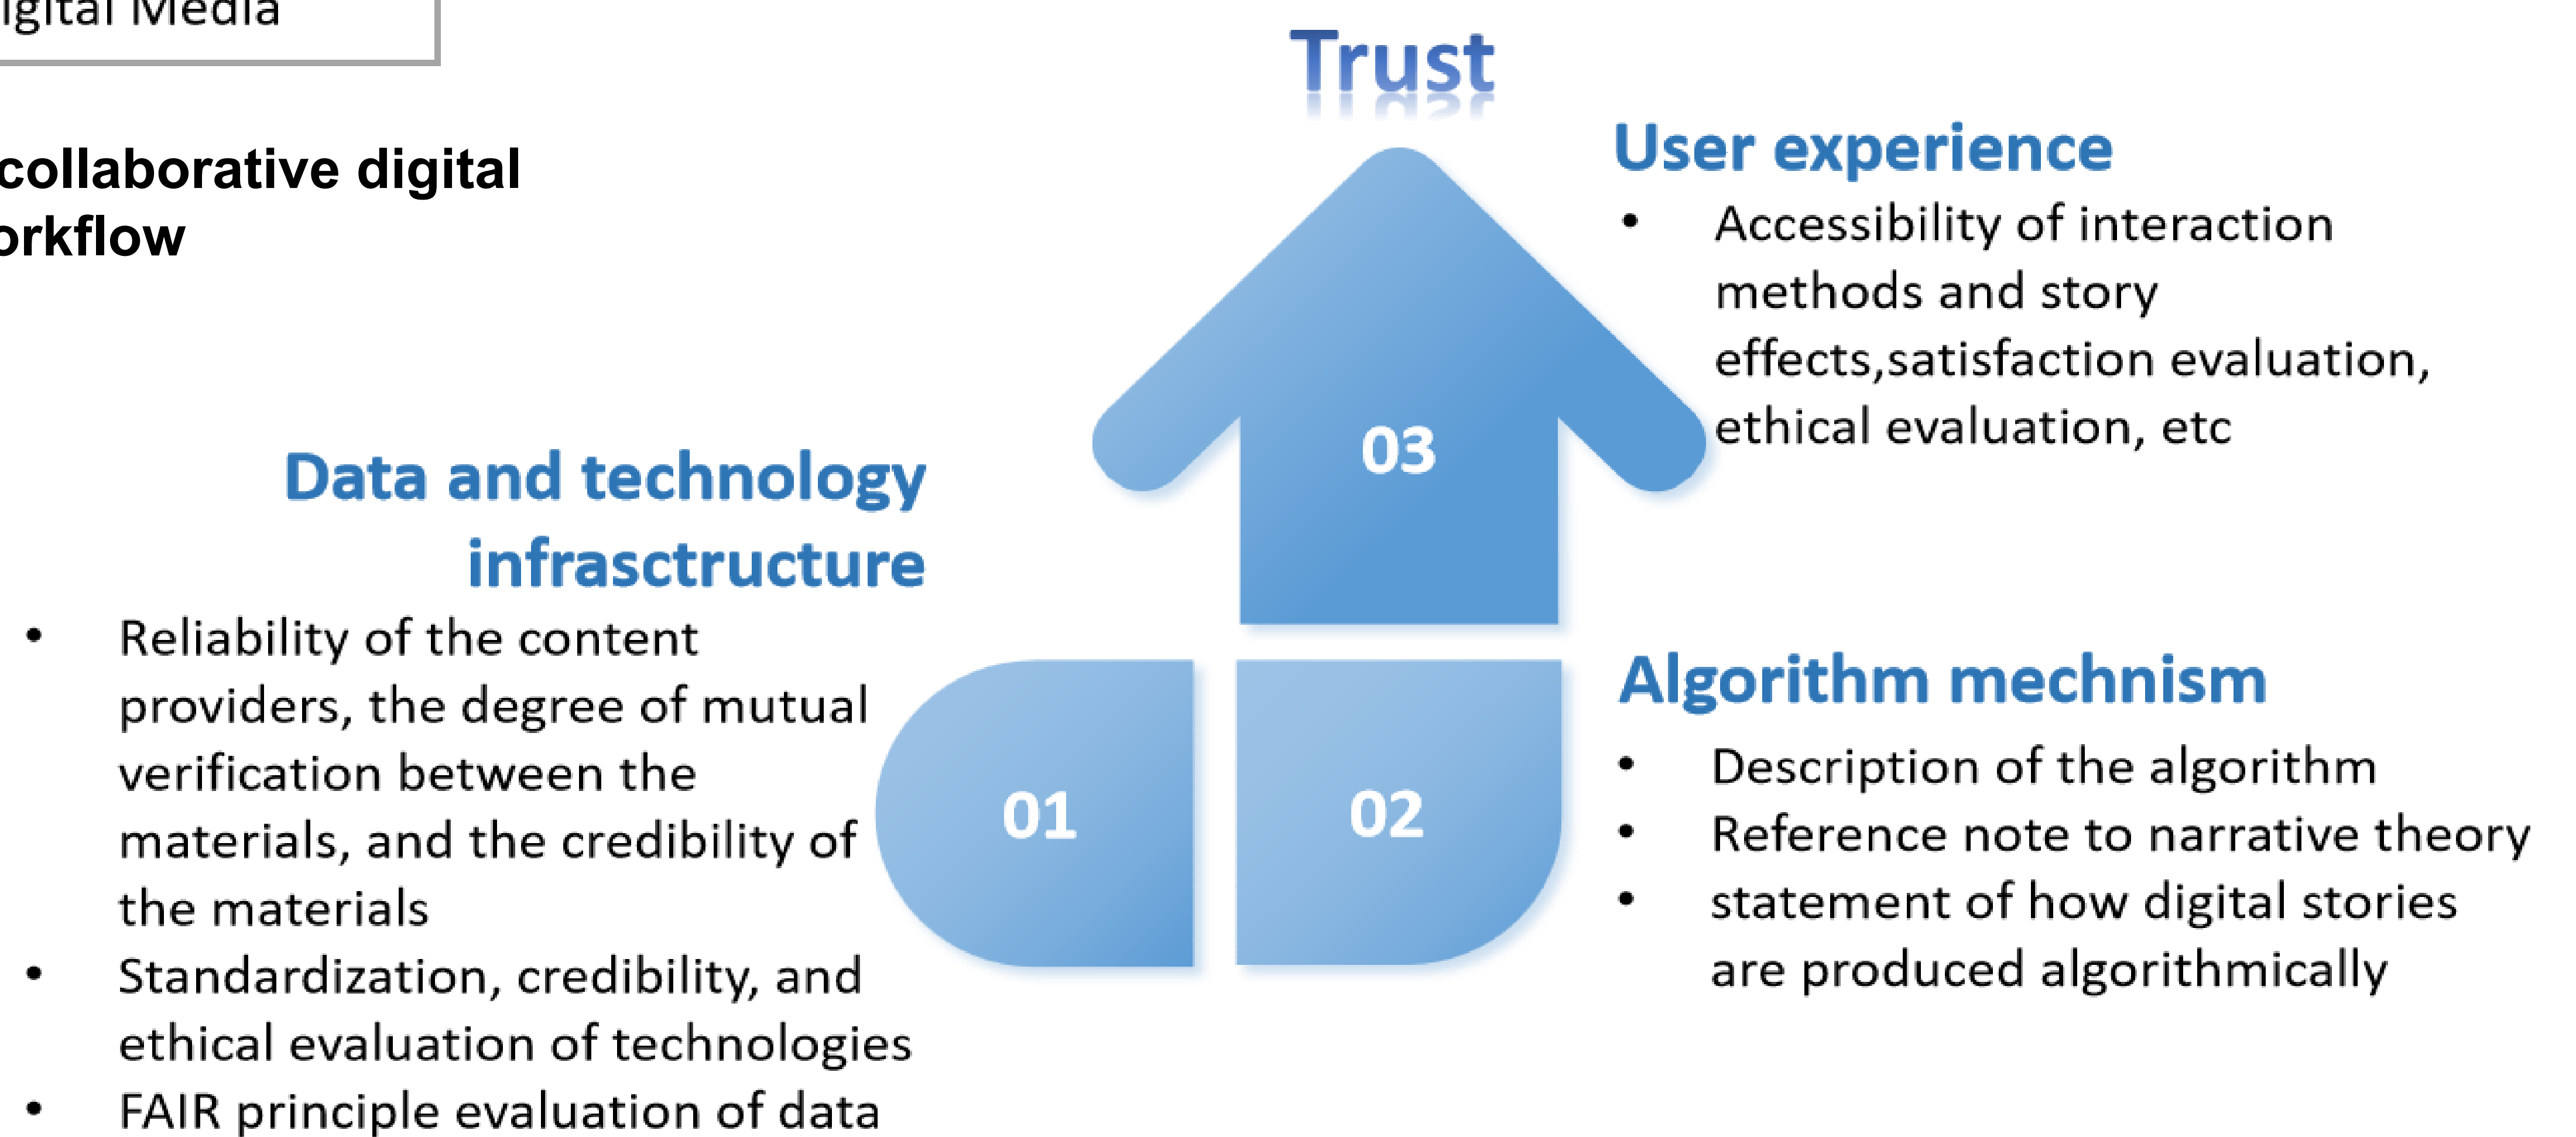 igital Media
collaborative digital
orkflow
Trust
User experience
• Accessibility of interaction
methods and story
effects,satisfaction evaluation,
ethical evaluation, etc
03
Data and technology
infrasctructure
• Reliability of the content
providers, the degree of mutual
verification between the
materials, and the credibility of
the materials
• Standardization, credibility, and
ethical evaluation of technologies
• FAIR principle evaluation of data
01
02
Algorithm mechnism
• Description of the algorithm
• Reference note to narrative theory
• statement of how digital stories
are produced algorithmically